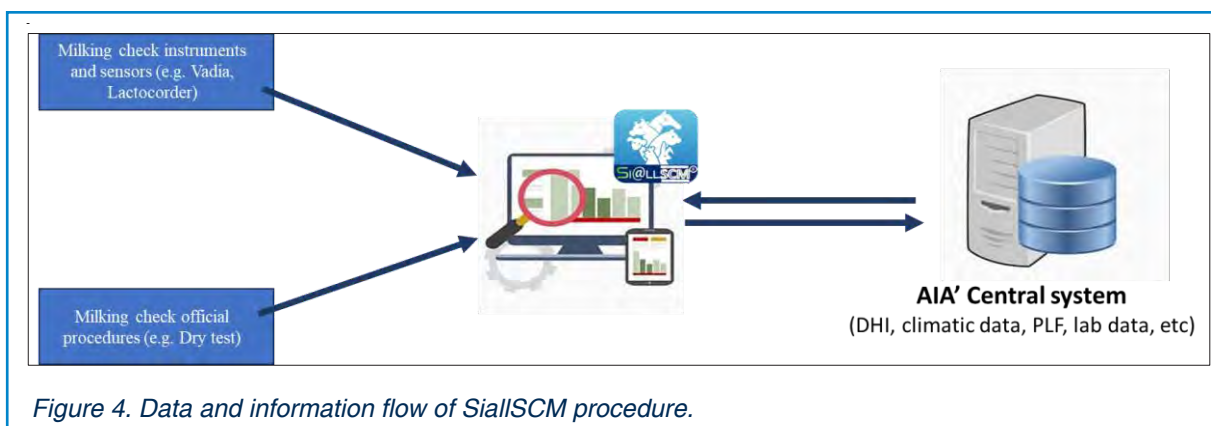 Milking check instruments
and sensors (e.g. Vadia,
Lactocorder)
Si@llSCM®
Milking check official
procedures (e.g. Dry test)
AIA’ Central system
(DHI, climatic data, PLF, lab data, etc)
Figure 4. Data and information flow of SiallSCM procedure.